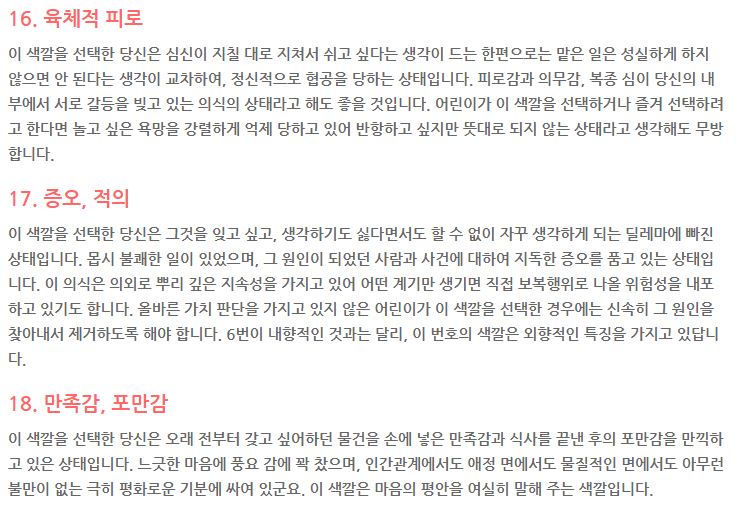 16. 육체적 피로
이 색깔을 선택한 당신은 심신이 지칠 대로 지쳐서 쉬고 싶다는 생각이 드는 한편으로는 맡은 일은 성실하게 하지
않으면 안 된다는 생각이 교차하여, 정신적으로 협공을 당하는 상태입니다. 피로감과 의무감, 복종 심이 당신의 내
부에서 서로 갈등을 빚고 있는 의식의 상태라고 해도 좋을 것입니다. 어린이가 이 색깔을 선택하거나 즐겨 선택하려
고 한다면 놀고 싶은 욕망을 강렬하게 억제 당하고 있어 반항하고 싶지만 뜻대로 되지 않는 상태라고 생각해도 무방
합니다.
17. 증오, 적의
이 색깔을 선택한 당신은 그것을 잊고 싶고, 생각하기도 싫다면서도 할 수 없이 자꾸 생각하게 되는 딜레마에 빠진
상태입니다. 몹시 불쾌한 일이 있었으며, 그 원인이 되었던 사람과 사건에 대하여 지독한 증오를 품고 있는 상태입
니다. 이 의식은 의외로 뿌리 깊은 지속성을 가지고 있어 어떤 계기만 생기면 직접 보복행위로 나올 위험성을 내포
하고 있기도 합니다. 올바른 가치 판단을 가지고 있지 않은 어린이가 이 색깔을 선택한 경우에는 신속히 그 원인을
찾아내서 제거하도록 해야 합니다. 6번이 내향적인 것과는 달리, 이 번호의 색깔은 외향적인 특징을 가지고 있답니
다.
18. 만족감, 포만감
이 색깔을 선택한 당신은 오래 전부터 갖고 싶어하던 물건을 손에 넣은 만족감과 식사를 끝낸 후의 포만감을 만끽하
고 있은 상태입니다. 느긋한 마음에 풍요 감에 꽉 찼으며, 인간관계에서도 애정 면에서도 물질적인 면에서도 아무런
불만이 없는 극히 평화로운 기분에 싸여 있군요. 이 색깔은 마음의 평안을 여실히 말해 주는 색깔입니다.